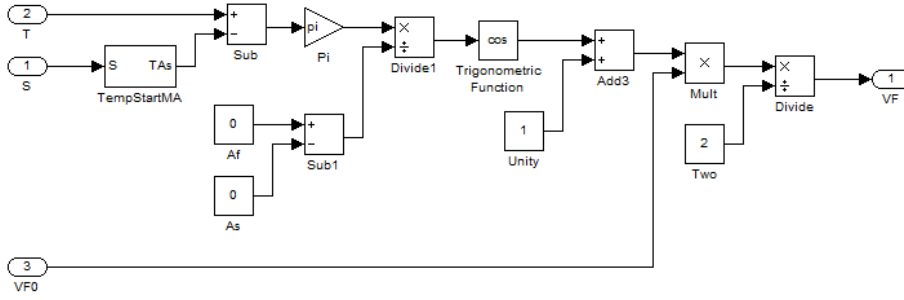 2
T
1
S
S TAs
TempStartMA
+
−
Sub
pi
Pi
×
÷
Divide1
cos
Trigonometric
Function
+
+
Add3
×
Mult
×
÷
Divide
1
VF
0
Af
0
As
+
−
Sub1
1
Unity
2
Two
3
VF0